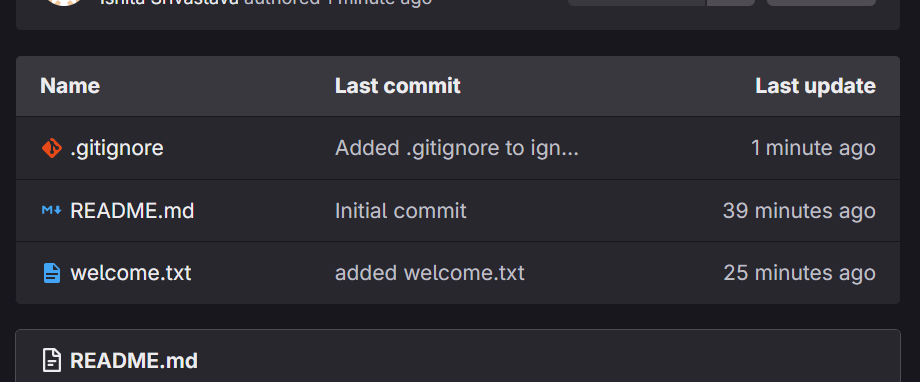 Ishita Srivastava authored 1 minute ago
Name Last commit Last update
.gitignore Added .gitignore to ign... 1 minute ago
README.md Initial commit 39 minutes ago
welcome.txt added welcome.txt 25 minutes ago
README.md